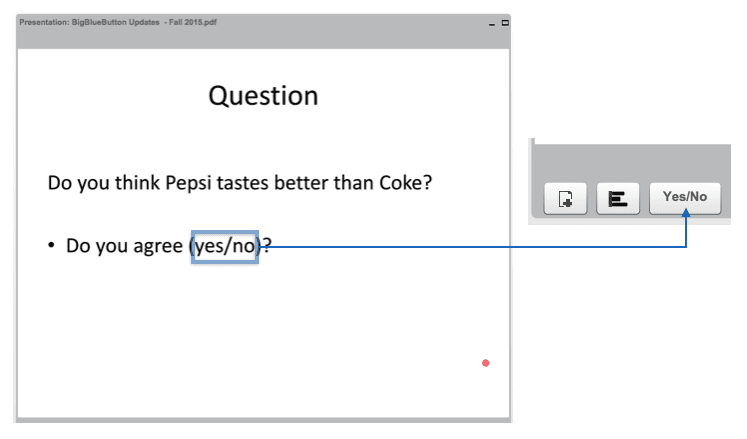 Presentation: BigBlueButton Updates - Fall 2015.pdf
Question
Do you think Pepsi tastes better than Coke?
• Do you agree (yes/no)?
Yes/No